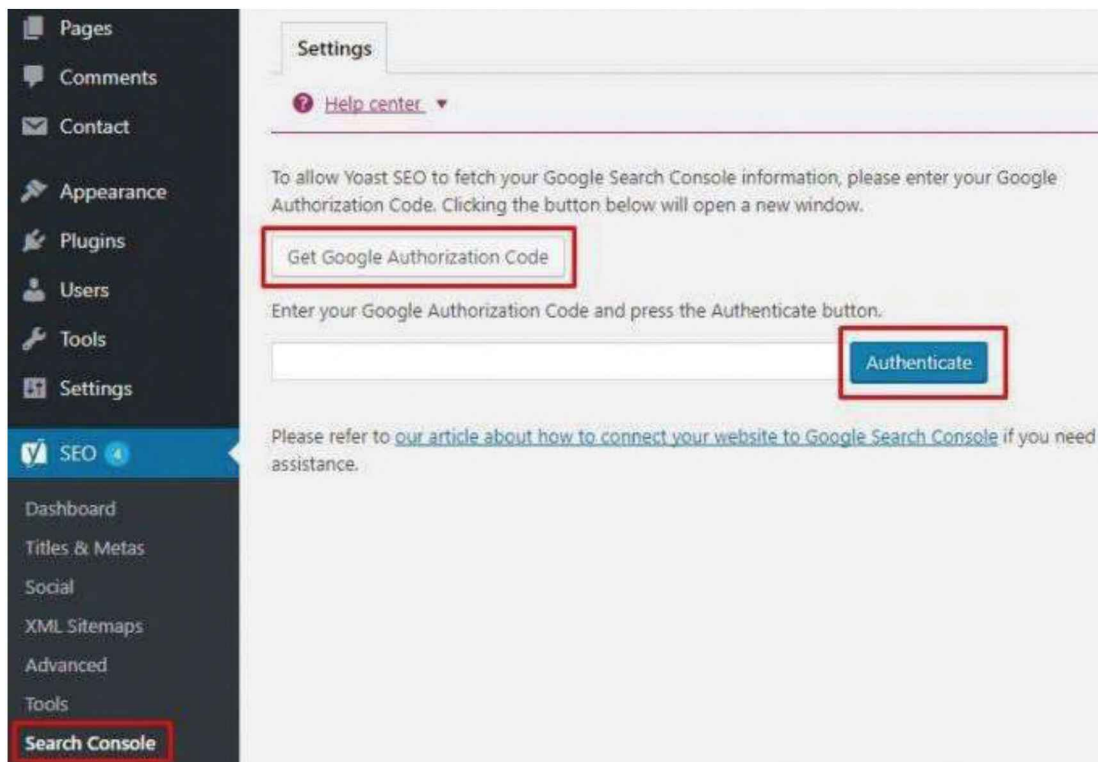 Pages
Comments
Contact
Appearance
Plugins
Users
Tools
Settings
SEO 4
Dashboard
Titles & Metas
Social
XML Sitemaps
Advanced
Tools
Search Console
Settings
Help center
To allow Yoast SEO to fetch your Google Search Console information, please enter your Google
Authorization Code. Clicking the button below will open a new window.
Get Google Authorization Code
Enter your Google Authorization Code and press the Authenticate button.
Authenticate
Please refer to our article about how to connect your website to Google Search Console if you need
assistance.